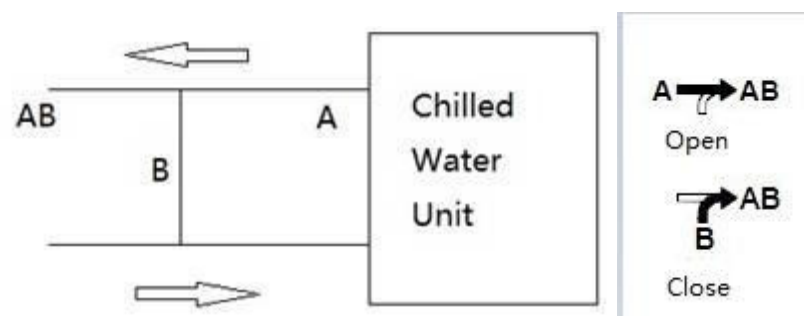 AB
A
B
Chilled
Water
Unit
A AB
Open
AB
B
Close